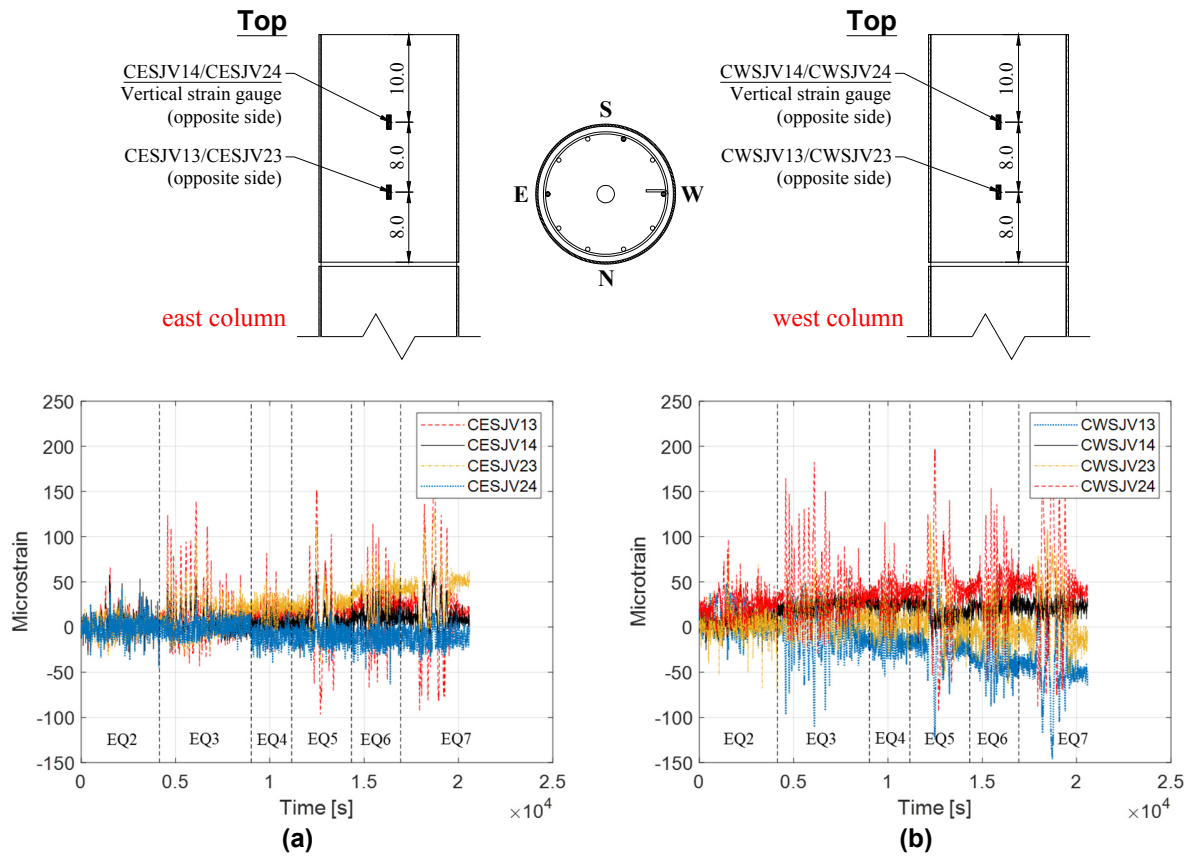 Top
CESJV14/CESJV24
Vertical strain gauge
(opposite side)
CESJV13/CESJV23
(opposite side)
10.0
8.0
8.0
east column
S
E
W
N
Top
CWSJV14/CWSJV24
Vertical strain gauge
(opposite side)
CWSJV13/CWSJV23
(opposite side)
10.0
8.0
8.0
west column
250
200
150
100
50
0
-50
-100
-150
Microstrain
CESJV13
CESJV14
CESJV23
CESJV24
EQ2
EQ3
EQ4
EQ5
EQ6
EQ7
0
0.5
1.0
1.5
2.0
2.5
Time [s]
×10⁴
(a)
250
200
150
100
50
0
-50
-100
-150
Microtrain
CWSJV13
CWSJV14
CWSJV23
CWSJV24
EQ2
EQ3
EQ4
EQ5
EQ6
EQ7
0
0.5
1.0
1.5
2.0
2.5
Time [s]
×10⁴
(b)